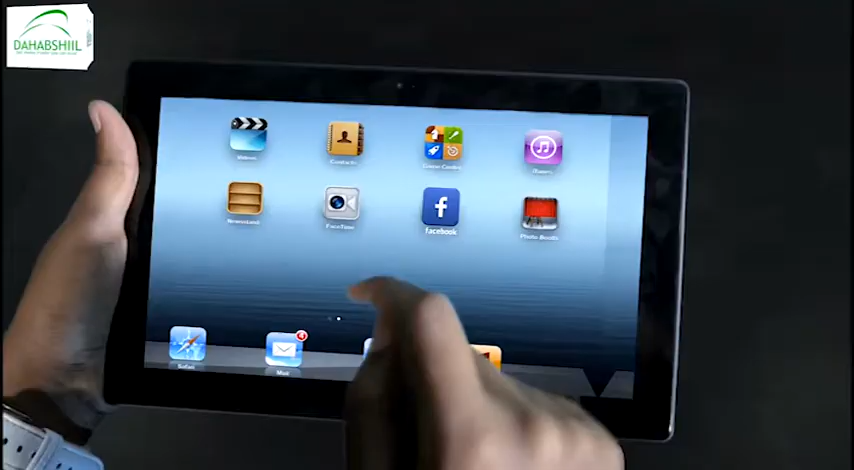 DAHABSHIIL
Videos
Contacts
Game Center
iTunes
Newsstand
FaceTime
facebook
Photo Booth
Safari
Mail